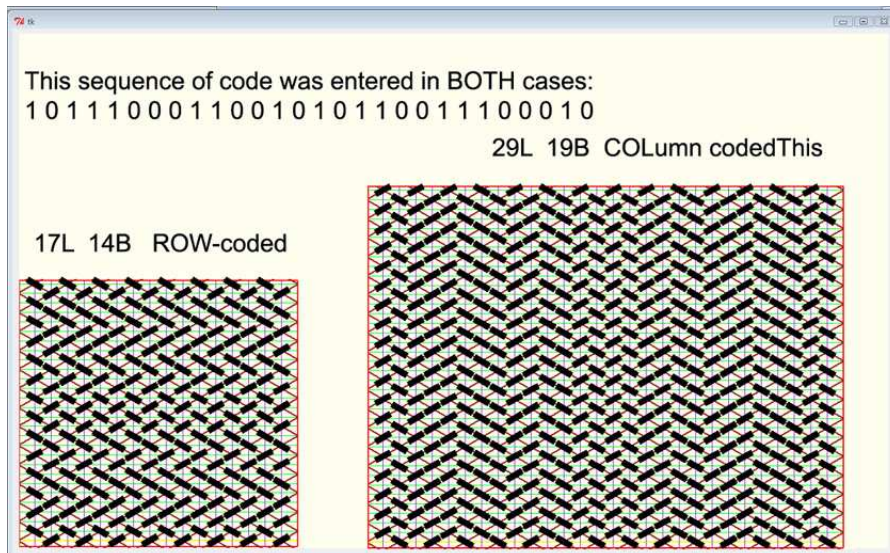 tk
This sequence of code was entered in BOTH cases:
1 0 1 1 1 0 0 0 1 1 0 0 1 0 1 0 1 1 0 0 1 1 1 0 0 0 1 0
29L 19B COLumn codedThis
17L 14B ROW-coded